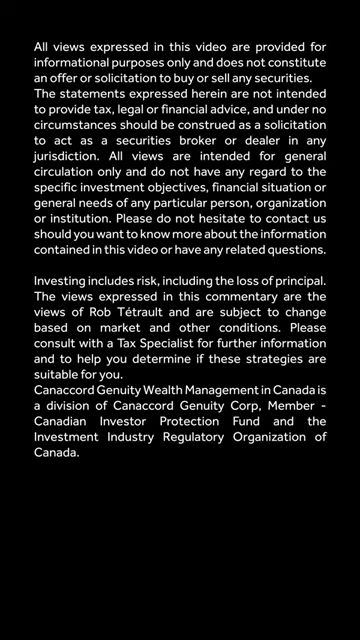 All views expressed in this video are provided for
informational purposes only and does not constitute
an offer or solicitation to buy or sell any securities.
The statements expressed herein are not intended
to provide tax, legal or financial advice, and under no
circumstances should be construed as a solicitation
to act as a securities broker or dealer in any
jurisdiction. All views are intended for general
circulation only and do not have any regard to the
specific investment objectives, financial situation or
general needs of any particular person, organization
or institution. Please do not hesitate to contact us
should you want to know more about the information
contained in this video or have any related questions.
Investing includes risk, including the loss of principal.
The views expressed in this commentary are the
views of Rob Tétrault and are subject to change
based on market and other conditions. Please
consult with a Tax Specialist for further information
and to help you determine if these strategies are
suitable for you.
Canaccord Genuity Wealth Management in Canada is
a division of Canaccord Genuity Corp, Member -
Canadian Investor Protection Fund and the
Investment Industry Regulatory Organization of
Canada.